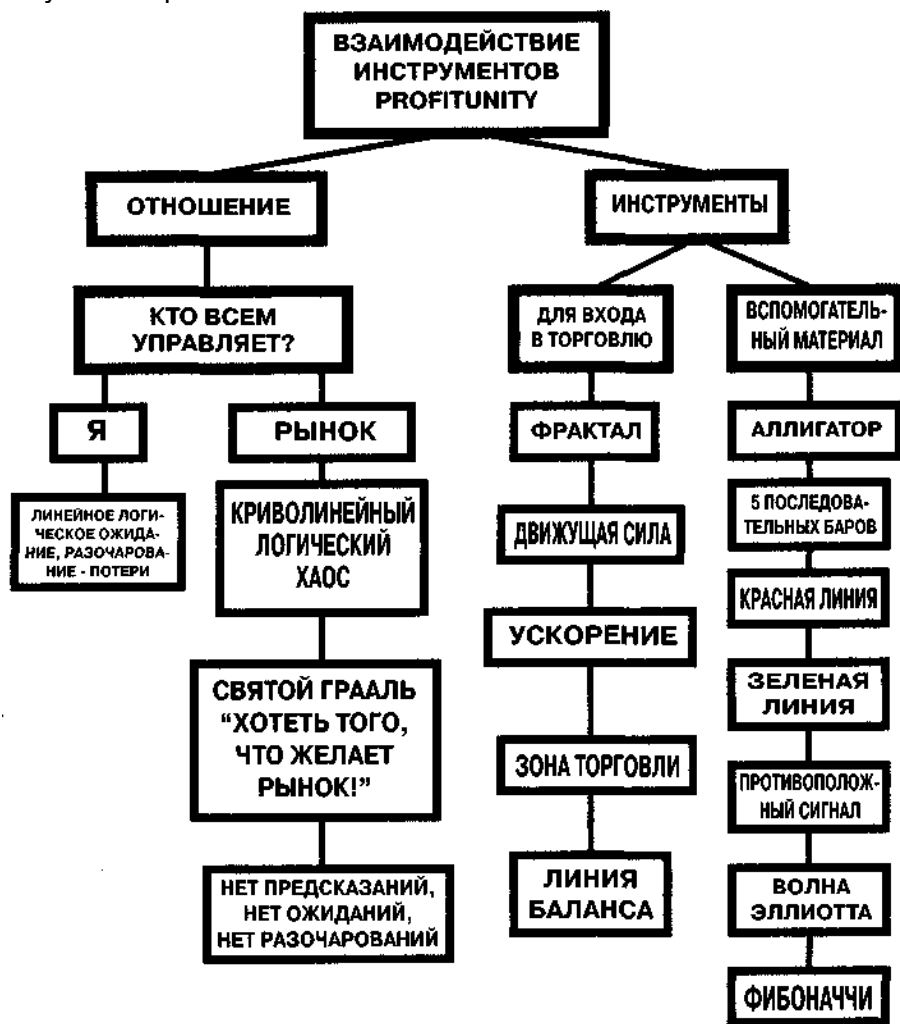 ВЗАИМОДЕЙСТВИЕ
ИНСТРУМЕНТОВ
PROFITUNITY
ОТНОШЕНИЕ
ИНСТРУМЕНТЫ
КТО ВСЕМ
УПРАВЛЯЕТ?
ДЛЯ ВХОДА
В ТОРГОВЛЮ
ВСПОМОГАТЕЛЬ-
НЫЙ МАТЕРИАЛ
Я
РЫНОК
ФРАКТАЛ
АЛЛИГАТОР
ЛИНЕЙНОЕ ЛОГИ-
ЧЕСКОЕ ОЖИДА-
НИЕ, РАЗОЧАРОВА-
НИЕ - ПОТЕРИ
КРИВОЛИНЕЙНЫЙ
ЛОГИЧЕСКИЙ
ХАОС
ДВИЖУЩАЯ СИЛА
5 ПОСЛЕДОВА-
ТЕЛЬНЫХ БАРОВ
УСКОРЕНИЕ
КРАСНАЯ ЛИНИЯ
СВЯТОЙ ГРААЛЬ
“ХОТЕТЬ ТОГО,
ЧТО ЖЕЛАЕТ
РЫНОК!”
ЗЕЛЕНАЯ
ЛИНИЯ
ЗОНА ТОРГОВЛИ
ПРОТИВОПОЛОЖ-
НЫЙ СИГНАЛ
НЕТ ПРЕДСКАЗАНИЙ,
НЕТ ОЖИДАНИЙ,
НЕТ РАЗОЧАРОВАНИЙ
ЛИНИЯ
БАЛАНСА
ВОЛНА
ЭЛЛИОТТА
ФИБОНАЧЧИ